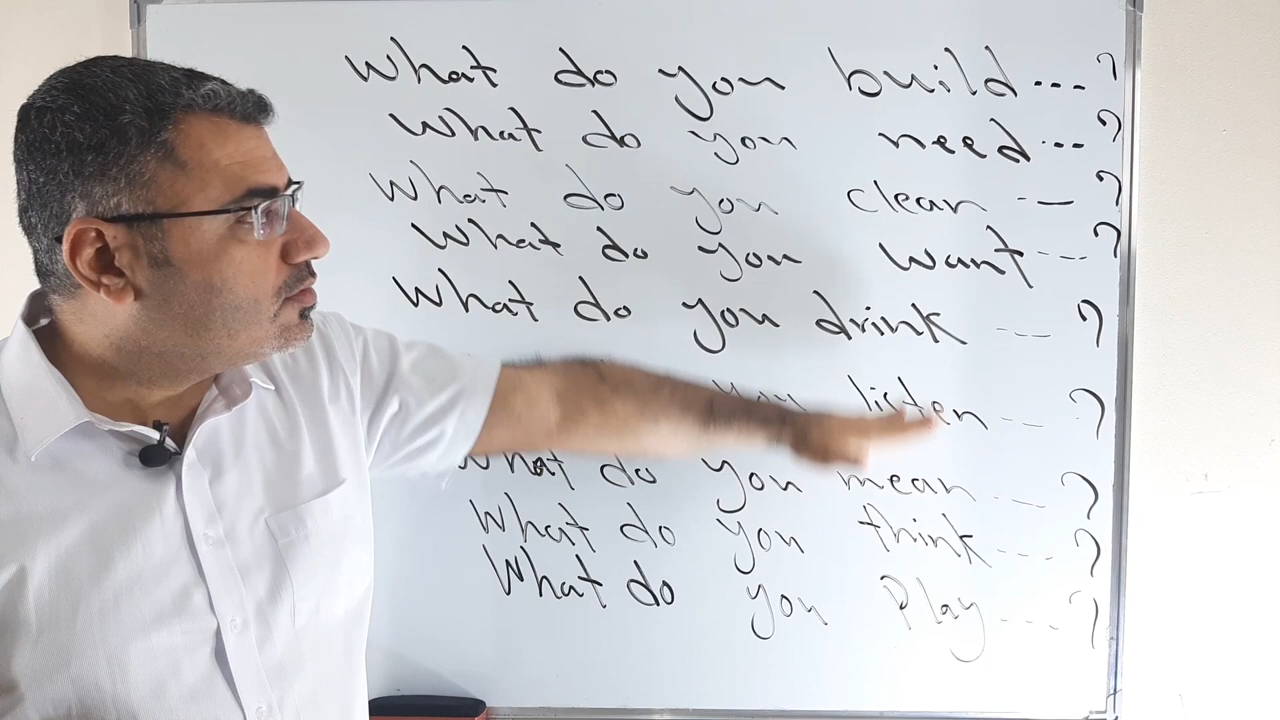 What do you build ...?
What do you need ...?
What do you clean ---?
What do you want ---?
What do you drink ---?
you listen ---?
What do you mean ---?
What do you think ---?
What do you Play ---?